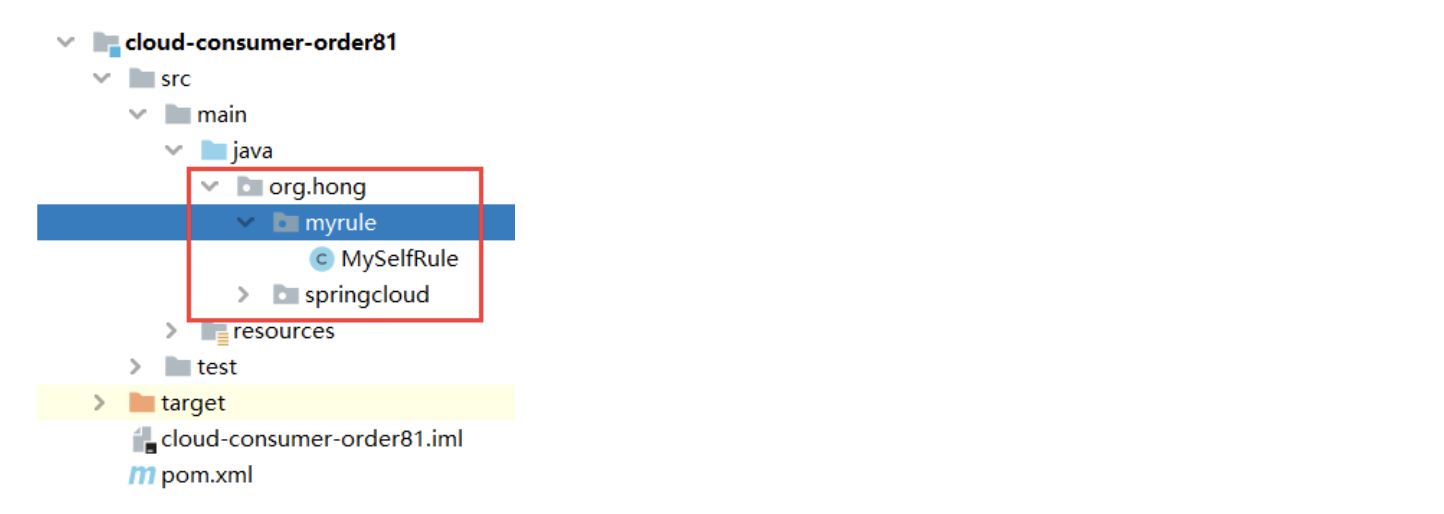 cloud-consumer-order81
src
main
java
org.hong
myrule
C MySelfRule
springcloud
resources
test
target
cloud-consumer-order81.iml
m pom.xml